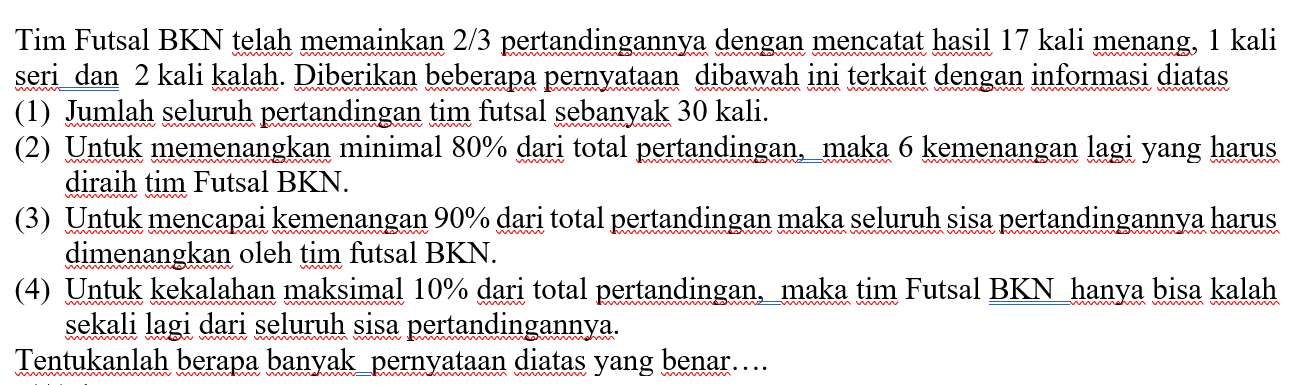 Tim Futsal BKN telah memainkan 2/3 pertandingannya dengan mencatat hasil 17 kali menang, 1 kali
seri dan 2 kali kalah. Diberikan beberapa pernyataan dibawah ini terkait dengan informasi diatas
(1) Jumlah seluruh pertandingan tim futsal sebanyak 30 kali.
(2) Untuk memenangkan minimal 80% dari total pertandingan, maka 6 kemenangan lagi yang harus
diraih tim Futsal BKN.
(3) Untuk mencapai kemenangan 90% dari total pertandingan maka seluruh sisa pertandingannya harus
dimenangkan oleh tim futsal BKN.
(4) Untuk kekalahan maksimal 10% dari total pertandingan, maka tim Futsal BKN hanya bisa kalah
sekali lagi dari seluruh sisa pertandingannya.
Tentukanlah berapa banyak pernyataan diatas yang benar….